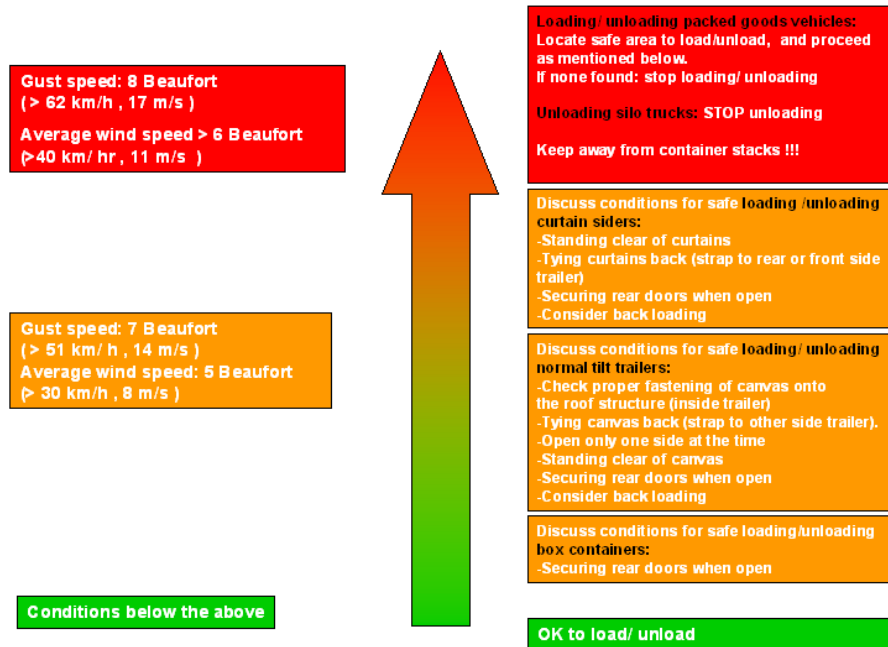 Gust speed: 8 Beaufort
( > 62 km/h , 17 m/s )
Average wind speed > 6 Beaufort
(>40 km/ hr , 11 m/s )
Gust speed: 7 Beaufort
( > 51 km/ h , 14 m/s )
Average wind speed: 5 Beaufort
( > 30 km/h , 8 m/s )
Conditions below the above
Loading/ unloading packed goods vehicles:
Locate safe area to load/unload, and proceed
as mentioned below.
If none found: stop loading/ unloading
Unloading silo trucks: STOP unloading
Keep away from container stacks !!!
Discuss conditions for safe loading /unloading
curtain siders:
-Standing clear of curtains
-Tying curtains back (strap to rear or front side
trailer)
-Securing rear doors when open
-Consider back loading
Discuss conditions for safe loading/ unloading
normal tilt trailers:
-Check proper fastening of canvas onto
the roof structure (inside trailer)
-Tying canvas back (strap to other side trailer).
-Open only one side at the time
-Standing clear of canvas
-Securing rear doors when open
-Consider back loading
Discuss conditions for safe loading/unloading
box containers:
-Securing rear doors when open
OK to load/ unload